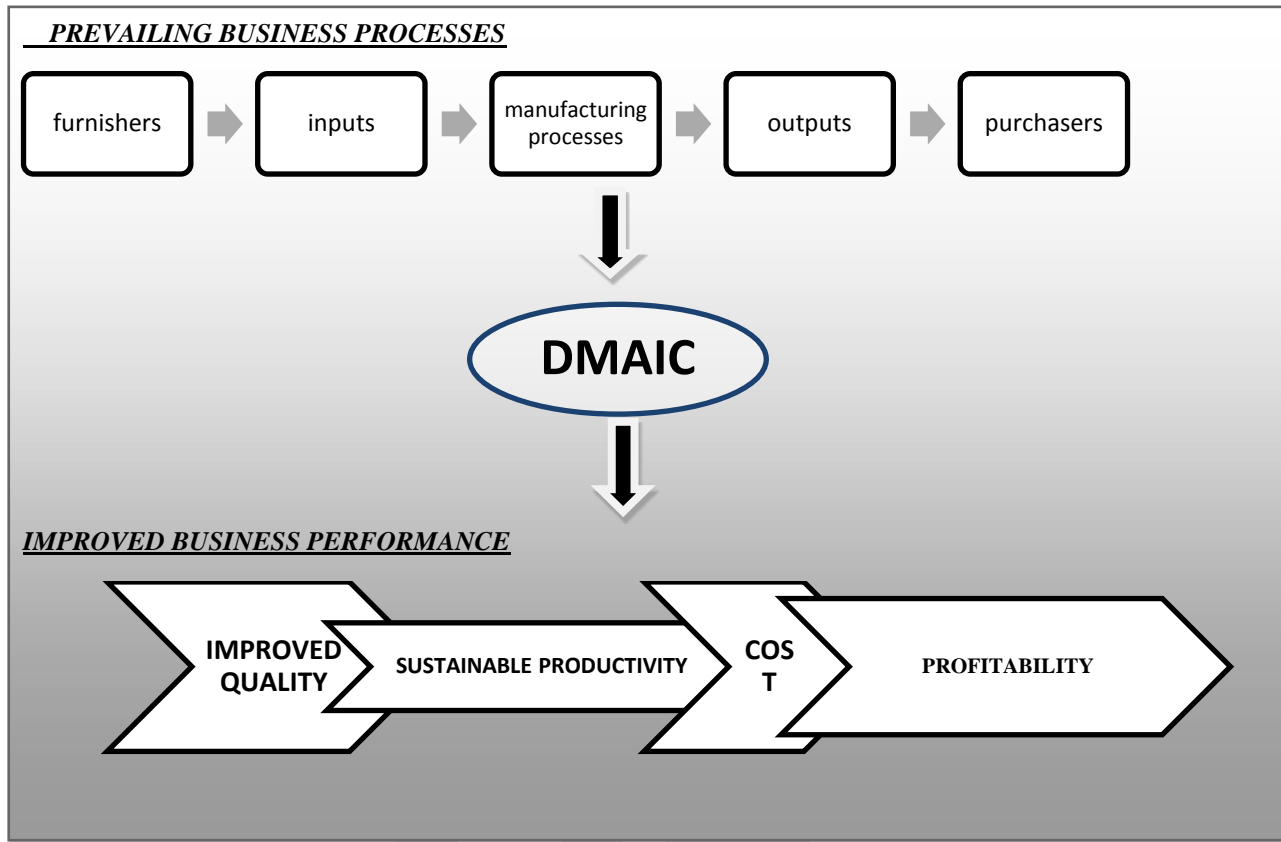 PREVAILING BUSINESS PROCESSES
furnishers
inputs
manufacturing
processes
outputs
purchasers
DMAIC
IMPROVED BUSINESS PERFORMANCE
IMPROVED
QUALITY
SUSTAINABLE PRODUCTIVITY
COS
T
PROFITABILITY